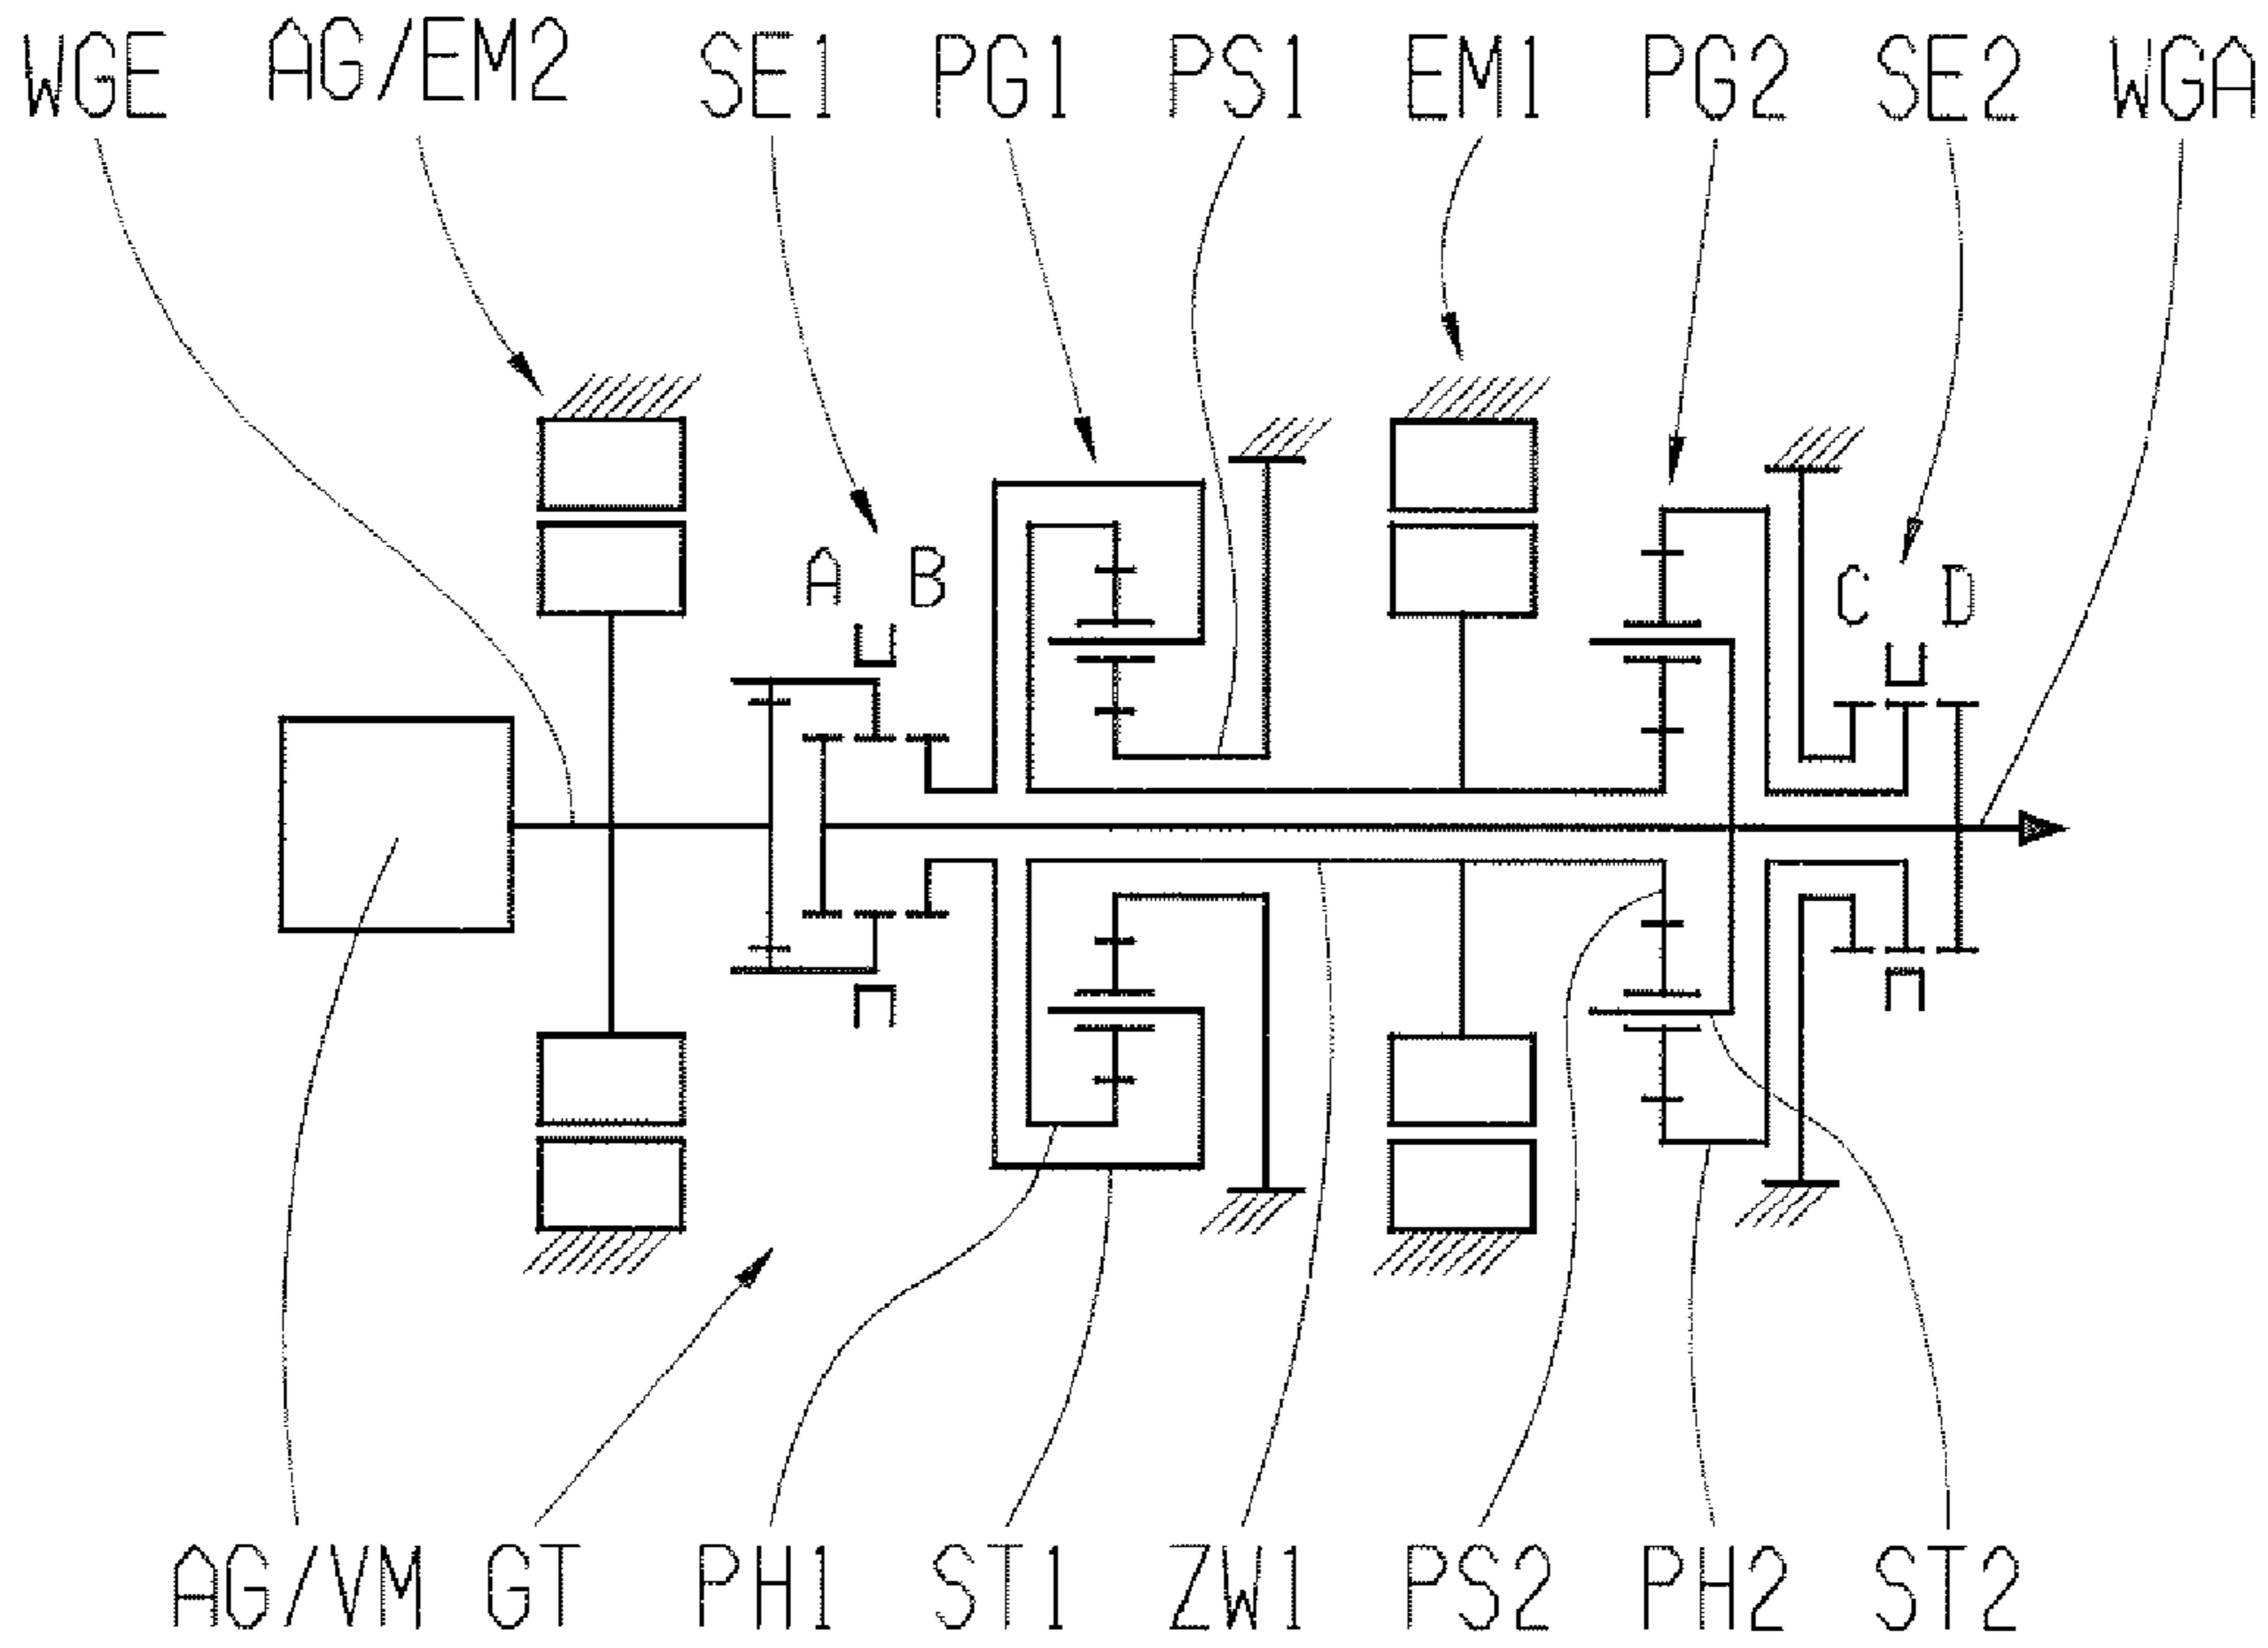 WGE AG/EM2 SE1 PG1 PS1 EM1 PG2 SE2 WGA
A B C D
AG/VM GT PH1 ST1 ZW1 PS2 PH2 ST2